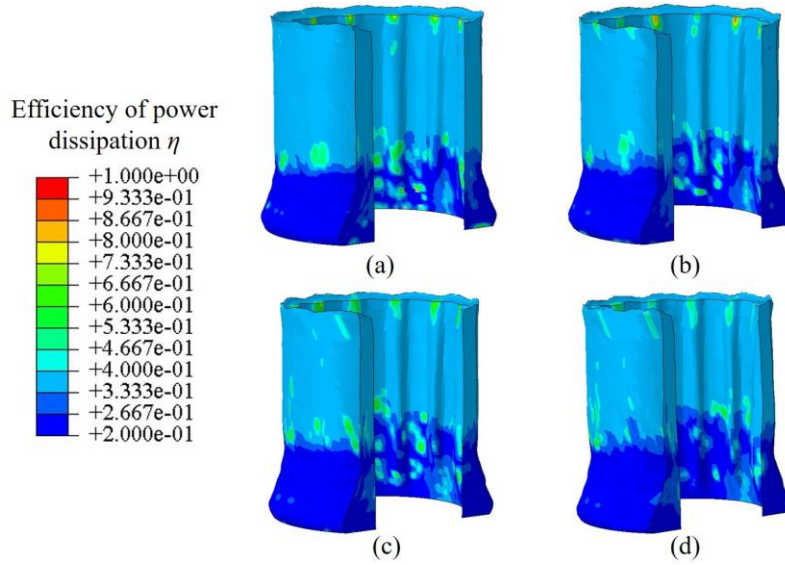 Efficiency of power
dissipation η
+1.000e+00
+9.333e-01
+8.667e-01
+8.000e-01
+7.333e-01
+6.667e-01
+6.000e-01
+5.333e-01
+4.667e-01
+4.000e-01
+3.333e-01
+2.667e-01
+2.000e-01
(a)
(b)
(c)
(d)